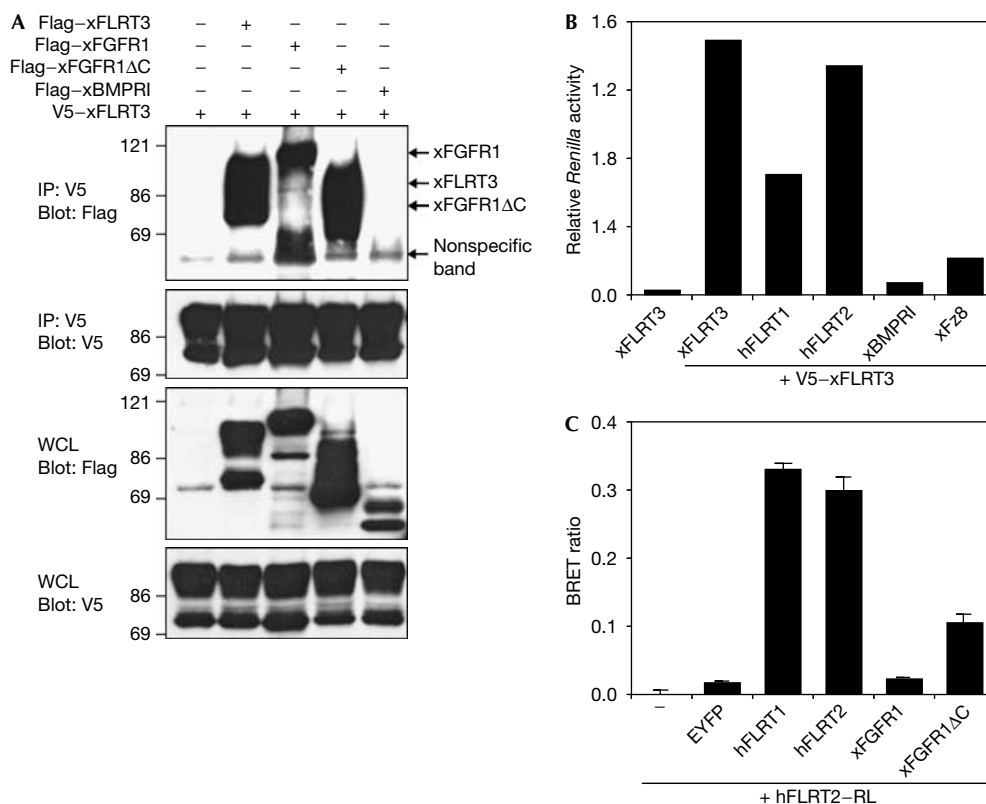 A
Flag–xFLRT3 – + – – –
Flag–xFGFR1 – – + – –
Flag–xFGFR1ΔC – – – + –
Flag–xBMPRI – – – – +
V5–xFLRT3 + + + + +
121
86
69
IP: V5
Blot: Flag
xFGFR1
xFLRT3
xFGFR1ΔC
Nonspecific
band
IP: V5
Blot: V5
86
69
121
WCL
Blot: Flag
86
69
WCL
Blot: V5
86
69
B
Relative Renilla activity
1.6
1.2
1.8
1.4
0.0
xFLRT3
xFLRT3
hFLRT1
hFLRT2
xBMPRI
xFz8
+ V5–xFLRT3
C
BRET ratio
0.4
0.3
0.2
0.1
0.0
–
EYFP
hFLRT1
hFLRT2
xFGFR1
xFGFR1ΔC
+ hFLRT2–RL